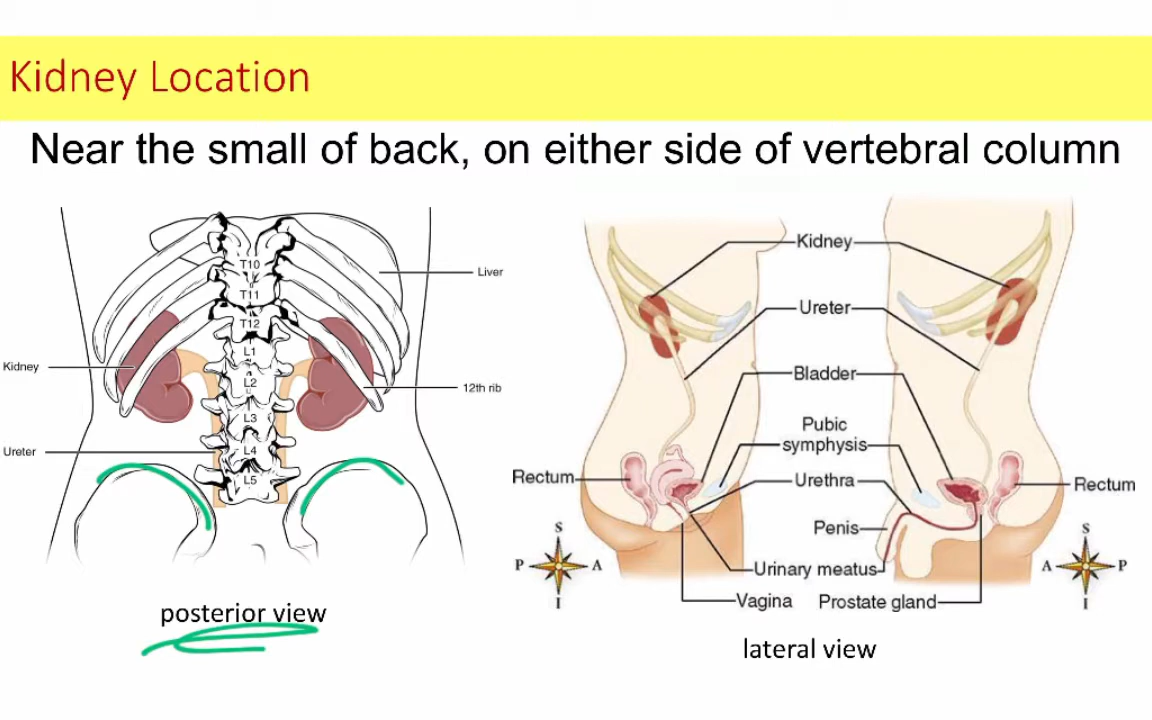 Kidney Location
Near the small of back, on either side of vertebral column
T10
Liver
T11
T12
L1
Kidney
L2
12th rib
L3
L4
Ureter
L5
posterior view
Kidney
Ureter
Bladder
Pubic
symphysis
Rectum
Urethra
Rectum
Penis
S
P A
I
S
A P
I
Urinary meatus
Vagina
Prostate gland
lateral view